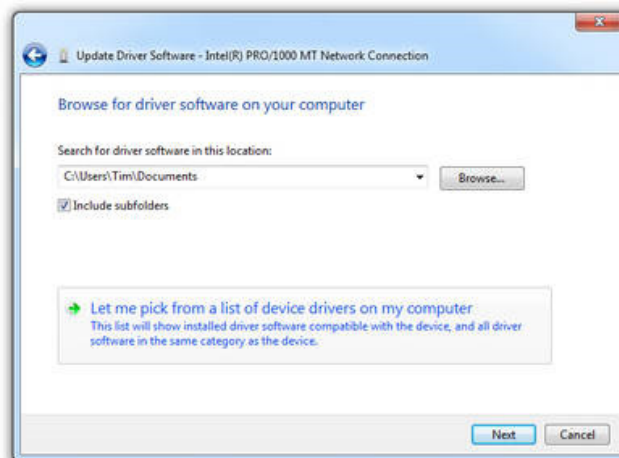 Update Driver Software - Intel(R) PRO/1000 MT Network Connection
Browse for driver software on your computer
Search for driver software in this location:
C:\Users\Tim\Documents
Browse...
Include subfolders
Let me pick from a list of device drivers on my computer
This list will show installed driver software compatible with the device, and all driver
software in the same category as the device.
Next
Cancel